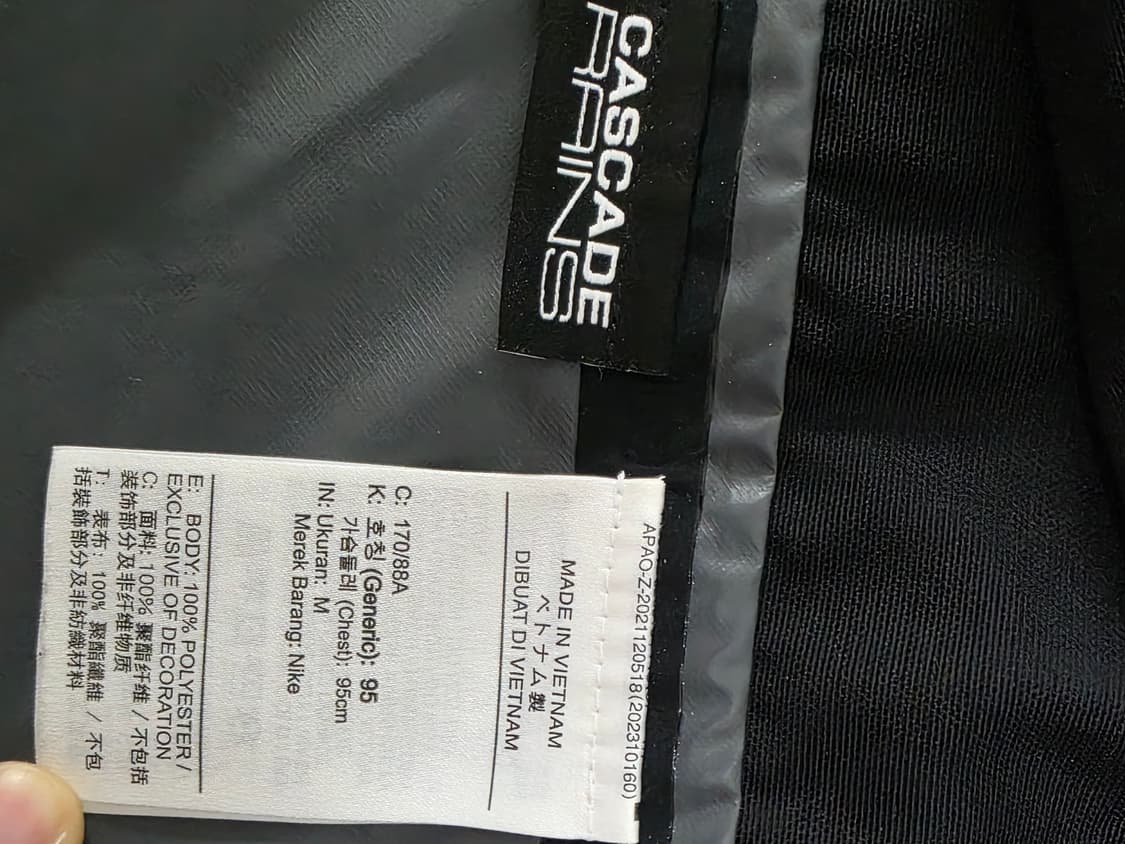 CASCADE
RAINS
APAO-Z-2021120518(202310160)
MADE IN VIETNAM
ベトナム製
DIBUAT DI VIETNAM
C: 170/88A
K: 호칭 (Generic): 95
가슴둘레 (Chest): 95cm
IN: Ukuran: M
Merek Barang: Nike
E: BODY: 100% POLYESTER /
EXCLUSIVE OF DECORATION
C: 面料: 100% 聚酯纤维 / 不包括
装饰部分及非纤维物质
T: 表布: 100% 聚酯纖維 / 不包
括裝飾部分及非紡織材料